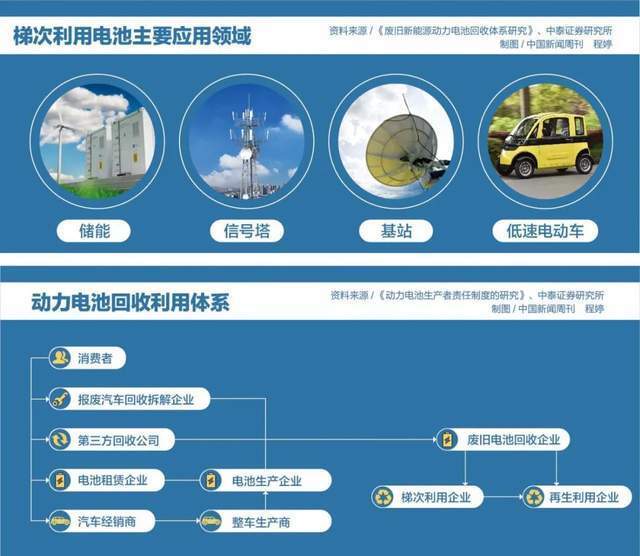 梯次利用电池主要应用领域
资料来源/《废旧新能源动力电池回收体系研究》、中泰证券研究所
制图/中国新闻周刊 程婷
储能
信号塔
基站
低速电动车
动力电池回收利用体系
资料来源/《动力电池生产者责任制度的研究》、中泰证券研究所
制图/中国新闻周刊 程婷
消费者
报废汽车回收拆解企业
第三方回收公司
废旧电池回收企业
电池租赁企业
电池生产企业
梯次利用企业
再生利用企业
汽车经销商
整车生产商